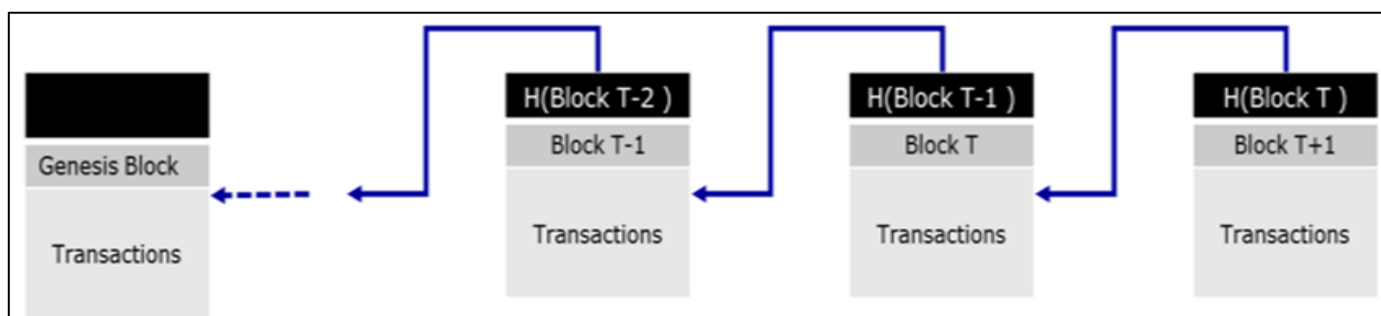 Genesis Block
Transactions
H(Block T-2 )
Block T-1
Transactions
H(Block T-1 )
Block T
Transactions
H(Block T )
Block T+1
Transactions